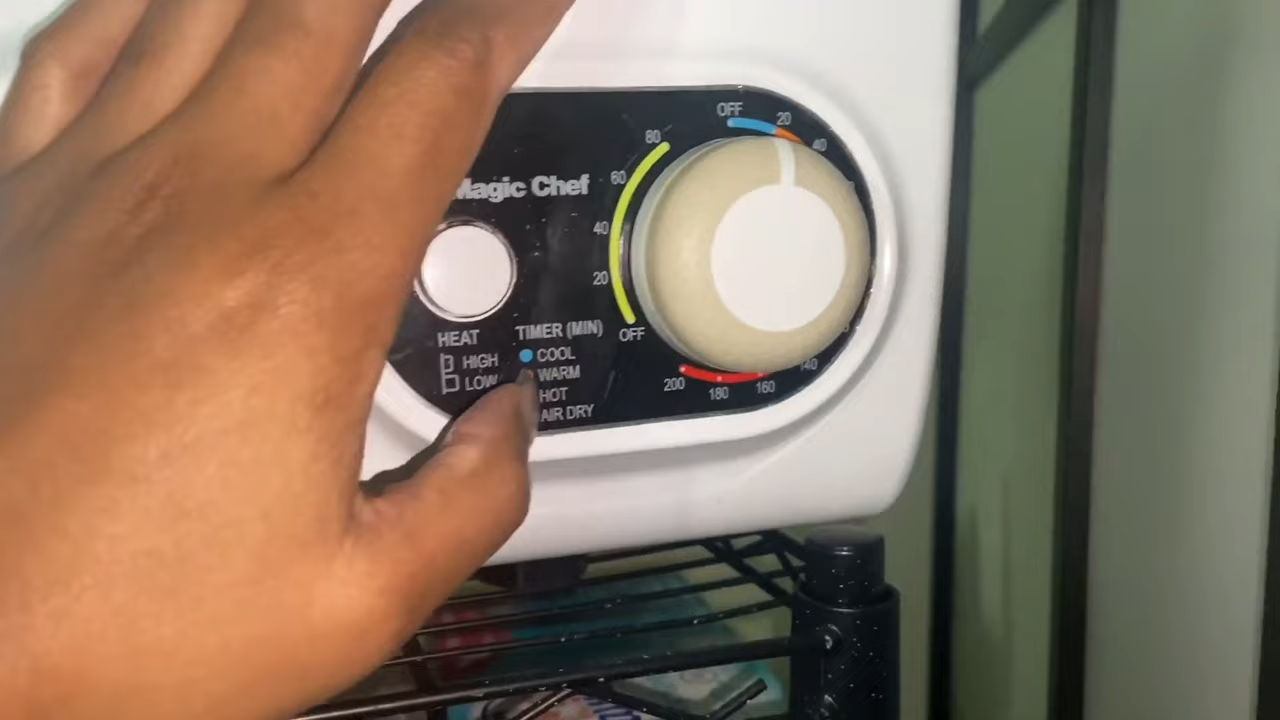 OFF
20
40
80
60
Magic Chef
40
20
OFF
HEAT
TIMER (MIN)
HIGH
COOL
LOW
WARM
HOT
AIR DRY
200
180
160
140